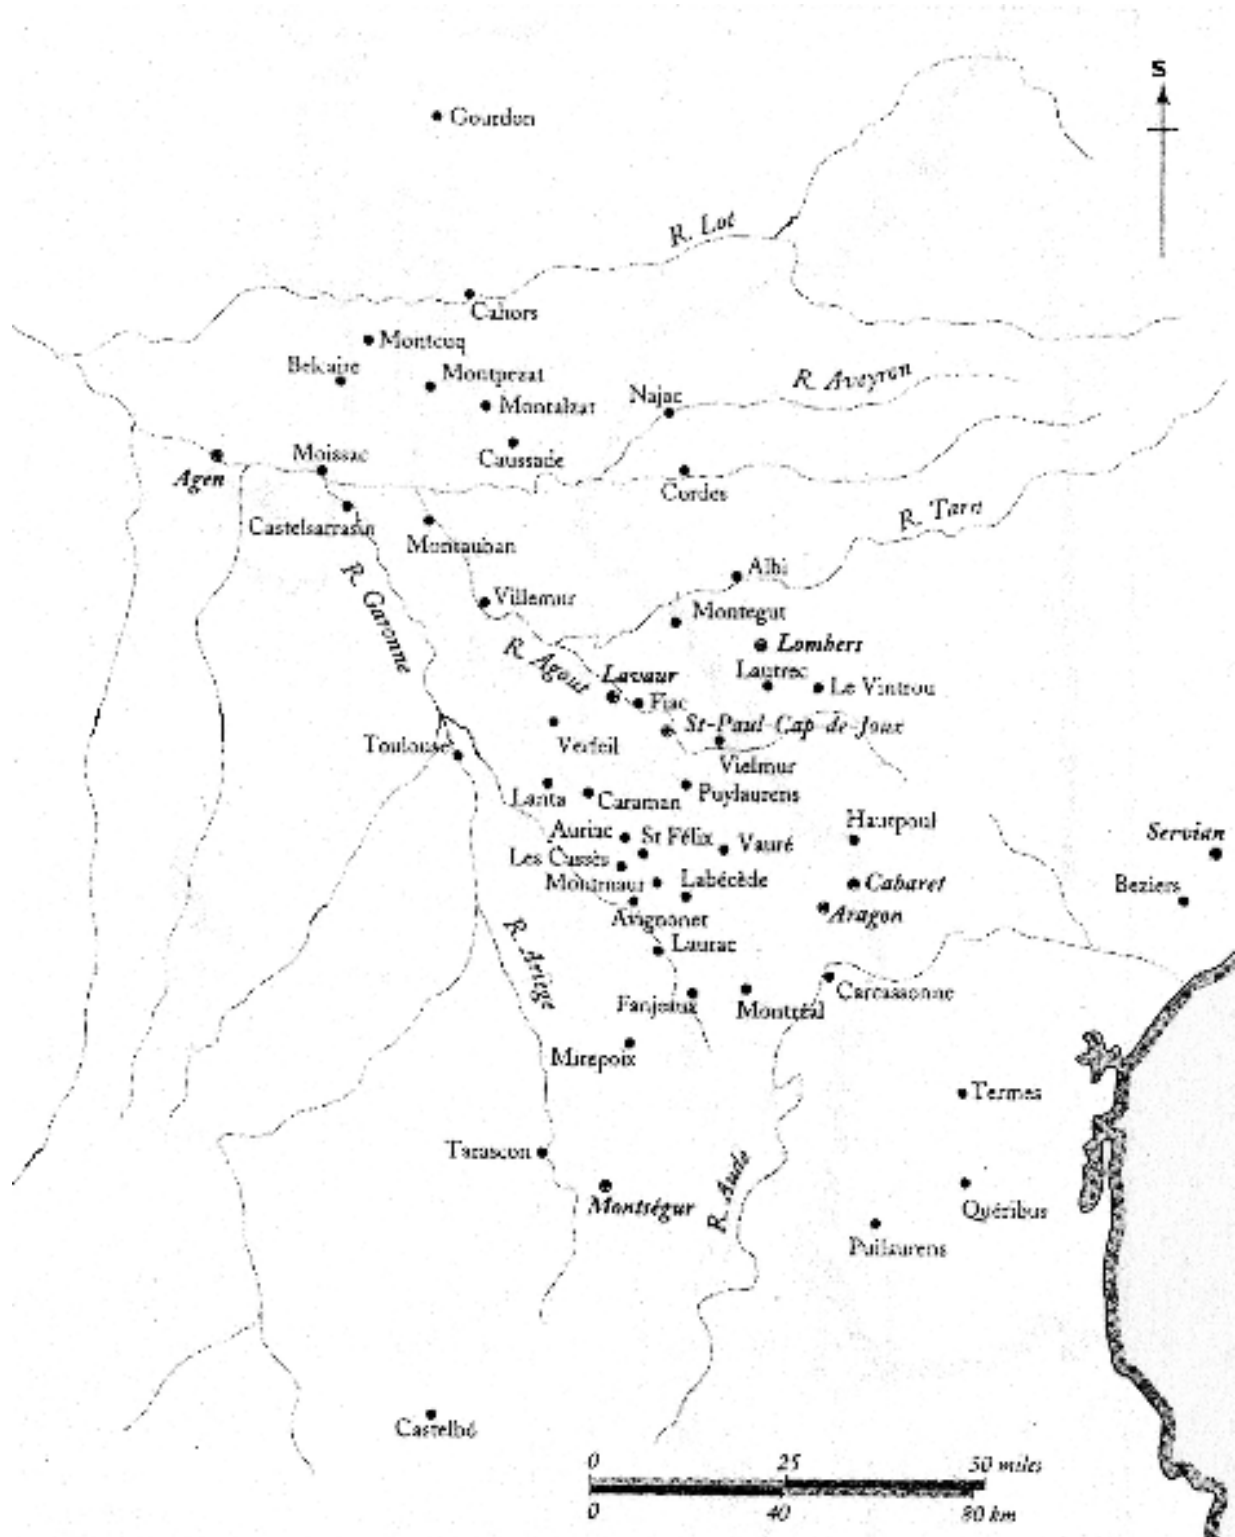 S
Gourdon
R. Lot
Cahors
Montcuq
Belcaire
Montpezat
R. Aveyron
Montalzat
Najac
Moissac
Caussade
Agen
Cordes
Castelsarrasin
R. Tarn
Montauban
Albi
R. Garonne
Villemur
Montegut
Lombers
R. Agout
Lavaur
Lautrec
Le Vintrou
Fiac
St-Paul-Cap-de-Joux
Toulouse
Verfeil
Vielmur
Lanta
Caraman
Puylaurens
Hautpoul
Auriac
St Félix
Vauré
Servian
Les Cassès
Montmaur
Labécède
Cabaret
Beziers
Avignonet
Aragon
R. Ariège
Laurac
Fanjeaux
Montréal
Carcassonne
Mirepoix
Termes
Tarascon
R. Aude
Montségur
Quéribus
Puilaurens
Castelbó
0 25 50 miles
0 40 80 km